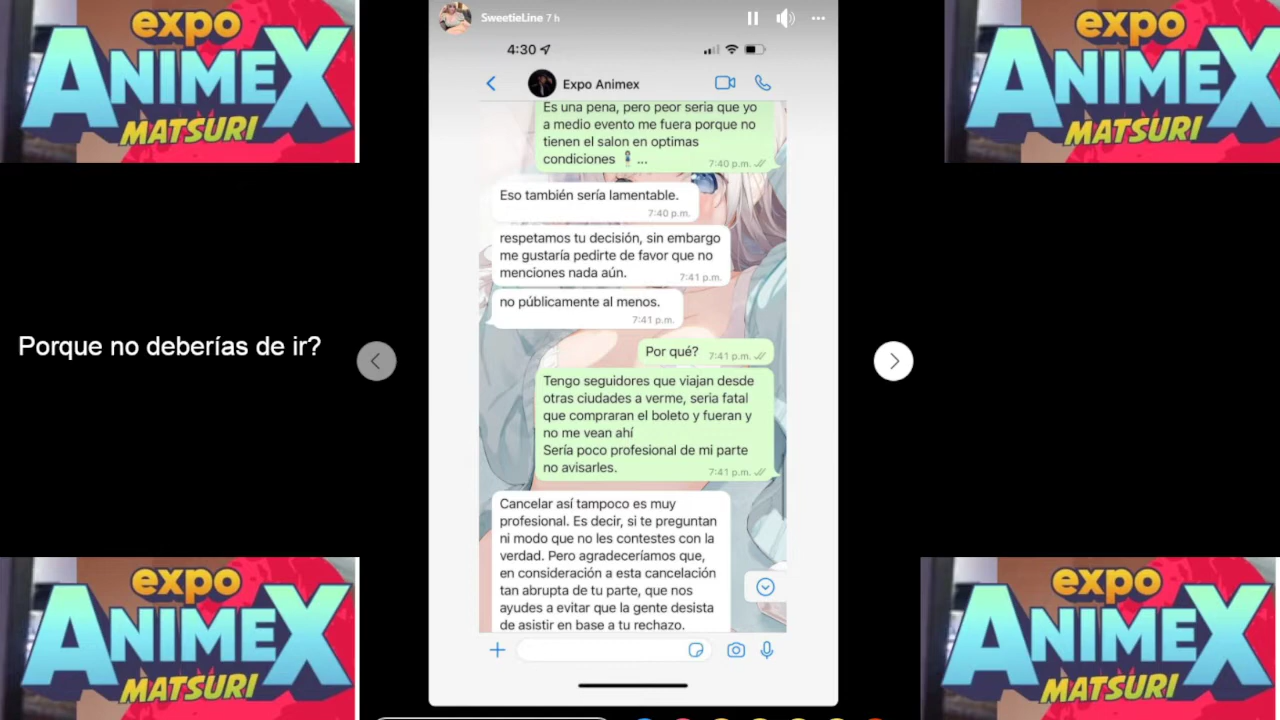 expo
ANIMEX
MATSURI
SweetieLine 7 h
expo
ANIMEX
MATSURI
4:30
Expo Animex
Es una pena, pero peor seria que yo
a medio evento me fuera porque no
tienen el salon en optimas
condiciones 🧍‍♀️...
7:40 p.m.
Eso también sería lamentable.
7:40 p.m.
respetamos tu decisión, sin embargo
me gustaría pedirte de favor que no
menciones nada aún.
7:41 p.m.
no públicamente al menos.
7:41 p.m.
Porque no deberías de ir?
Por qué?
7:41 p.m.
Tengo seguidores que viajan desde
otras ciudades a verme, seria fatal
que compraran el boleto y fueran y
no me vean ahí
Sería poco profesional de mi parte
no avisarles.
7:41 p.m.
Cancelar así tampoco es muy
profesional. Es decir, si te preguntan
ni modo que no les contestes con la
verdad. Pero agradeceríamos que,
en consideración a esta cancelación
tan abrupta de tu parte, que nos
ayudes a evitar que la gente desista
de asistir en base a tu rechazo.
expo
ANIMEX
MATSURI
expo
ANIMEX
MATSURI